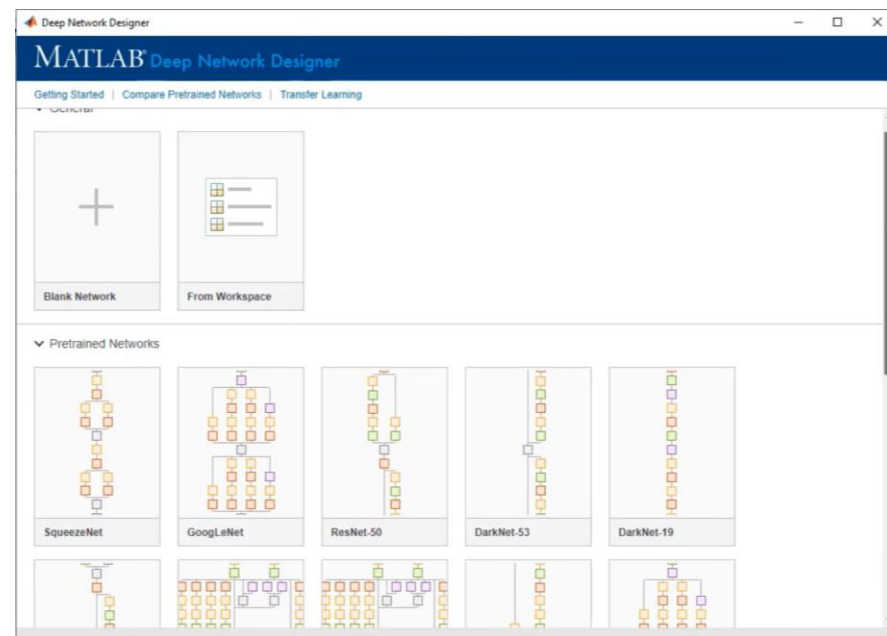 Deep Network Designer
MATLAB® Deep Network Designer
Getting Started | Compare Pretrained Networks | Transfer Learning
General
Blank Network
From Workspace
Pretrained Networks
SqueezeNet
GoogLeNet
ResNet-50
DarkNet-53
DarkNet-19